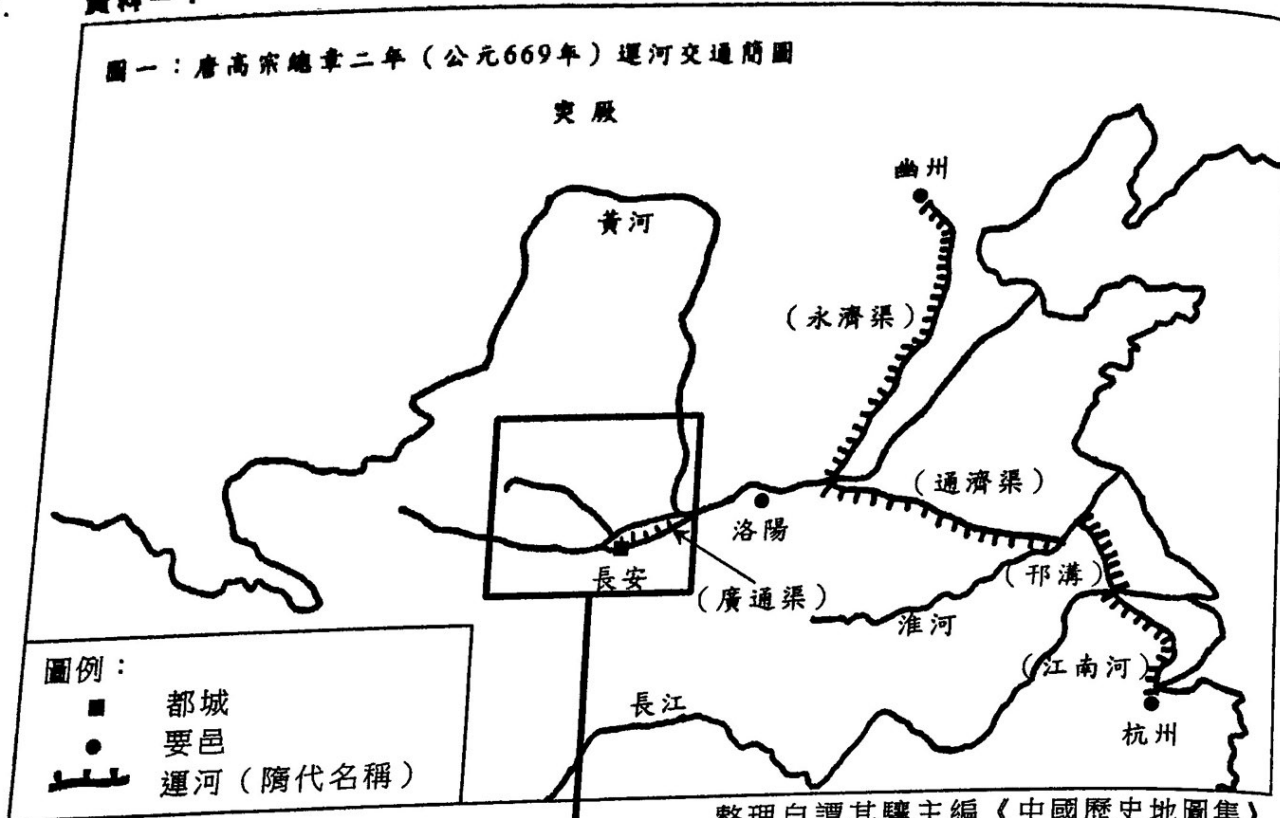 圖一：唐高宗總章二年（公元669年）運河交通簡圖
突厥
幽州
黃河
（永濟渠）
（通濟渠）
洛陽
長安
（廣通渠）
（邗溝）
淮河
（江南河）
長江
杭州
圖例：
都城
要邑
運河（隋代名稱）
整理自譚其驤主編《中國歷史地圖集》